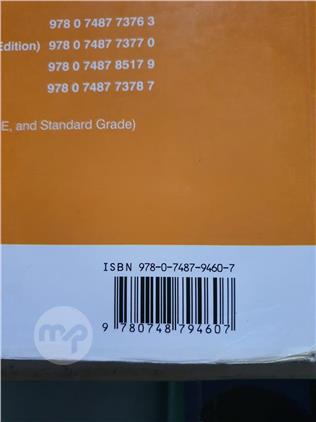 978 0 7487 7376 3
Edition) 978 0 7487 7377 0
978 0 7487 8517 9
978 0 7487 7378 7
E, and Standard Grade)
ISBN 978-0-7487-9460-7
9 780748 794607
mp